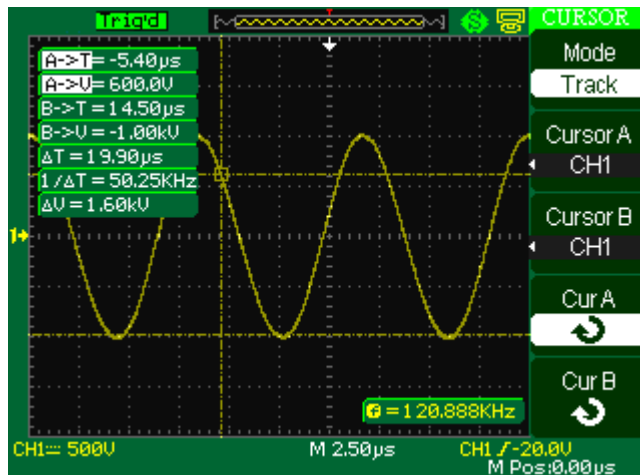 Trig'd
CURSOR
A->T= -5.40µs
A->V= 600.0V
B->T= 14.50µs
B->V= -1.00kV
ΔT= 19.90µs
1/ΔT= 50.25KHz
ΔV= 1.60kV
Mode
Track
Cursor A
CH1
Cursor B
CH1
Cur A
Cur B
1
f = 120.888KHz
CH1 500V
M 2.50µs
CH1 -20.0V
M Pos:0.00µs